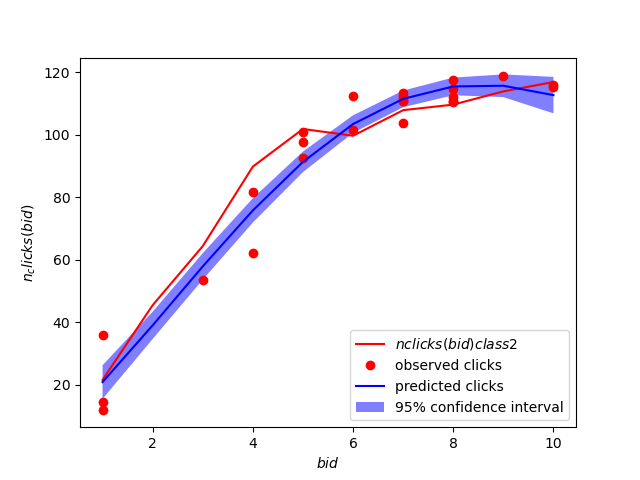 120
100
80
60
40
20
n_clicks(bid)
nclicks(bid)class2
observed clicks
predicted clicks
95% confidence interval
2
4
6
8
10
bid